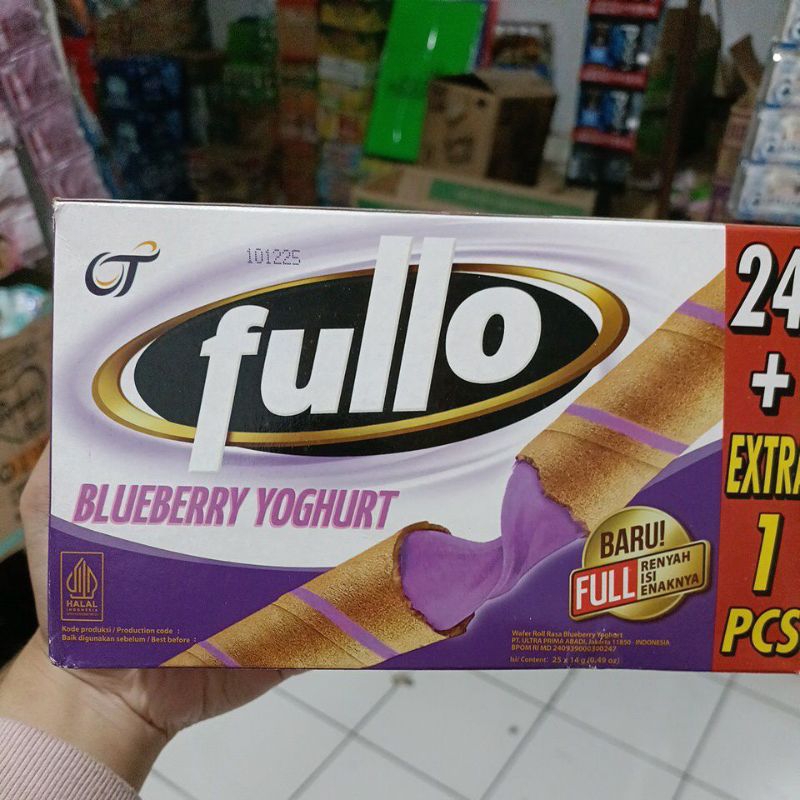 OT
101225
fullo
BLUEBERRY YOGHURT
24
+
EXTRA
1
PCS
BARU!
FULL RENYAH
ISI
ENAKNYA
HALAL
INDONESIA
Kode produksi / Production code :
Baik digunakan sebelum / Best before :
Wafer Roll Rasa Blueberry Yoghurt
PT. ULTRA PRIMA ABADI, Jakarta 11850 - INDONESIA
BPOM RI MD 240939000300247
Isi/ Content: 25 x 14 g (0.49 oz)